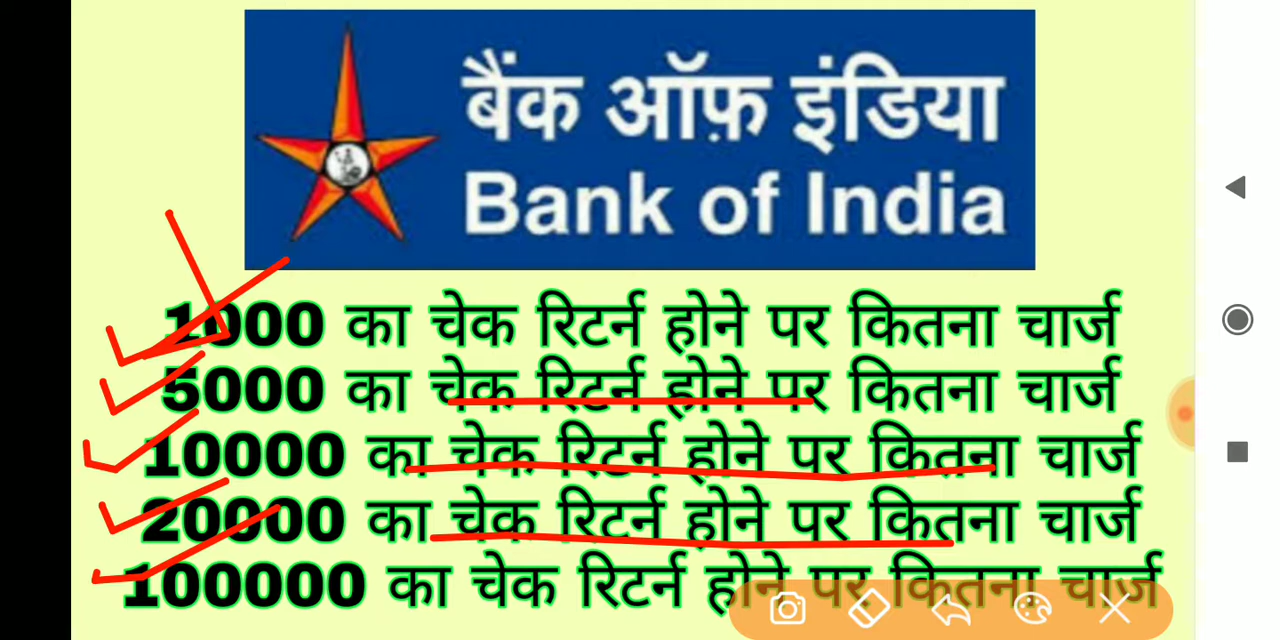 बैंक ऑफ़ इंडिया
Bank of India
1000 का चेक रिटर्न होने पर कितना चार्ज
5000 का चेक रिटर्न होने पर कितना चार्ज
10000 का चेक रिटर्न होने पर कितना चार्ज
20000 का चेक रिटर्न होने पर कितना चार्ज
100000 का चेक रिटर्न होने पर कितना चार्ज